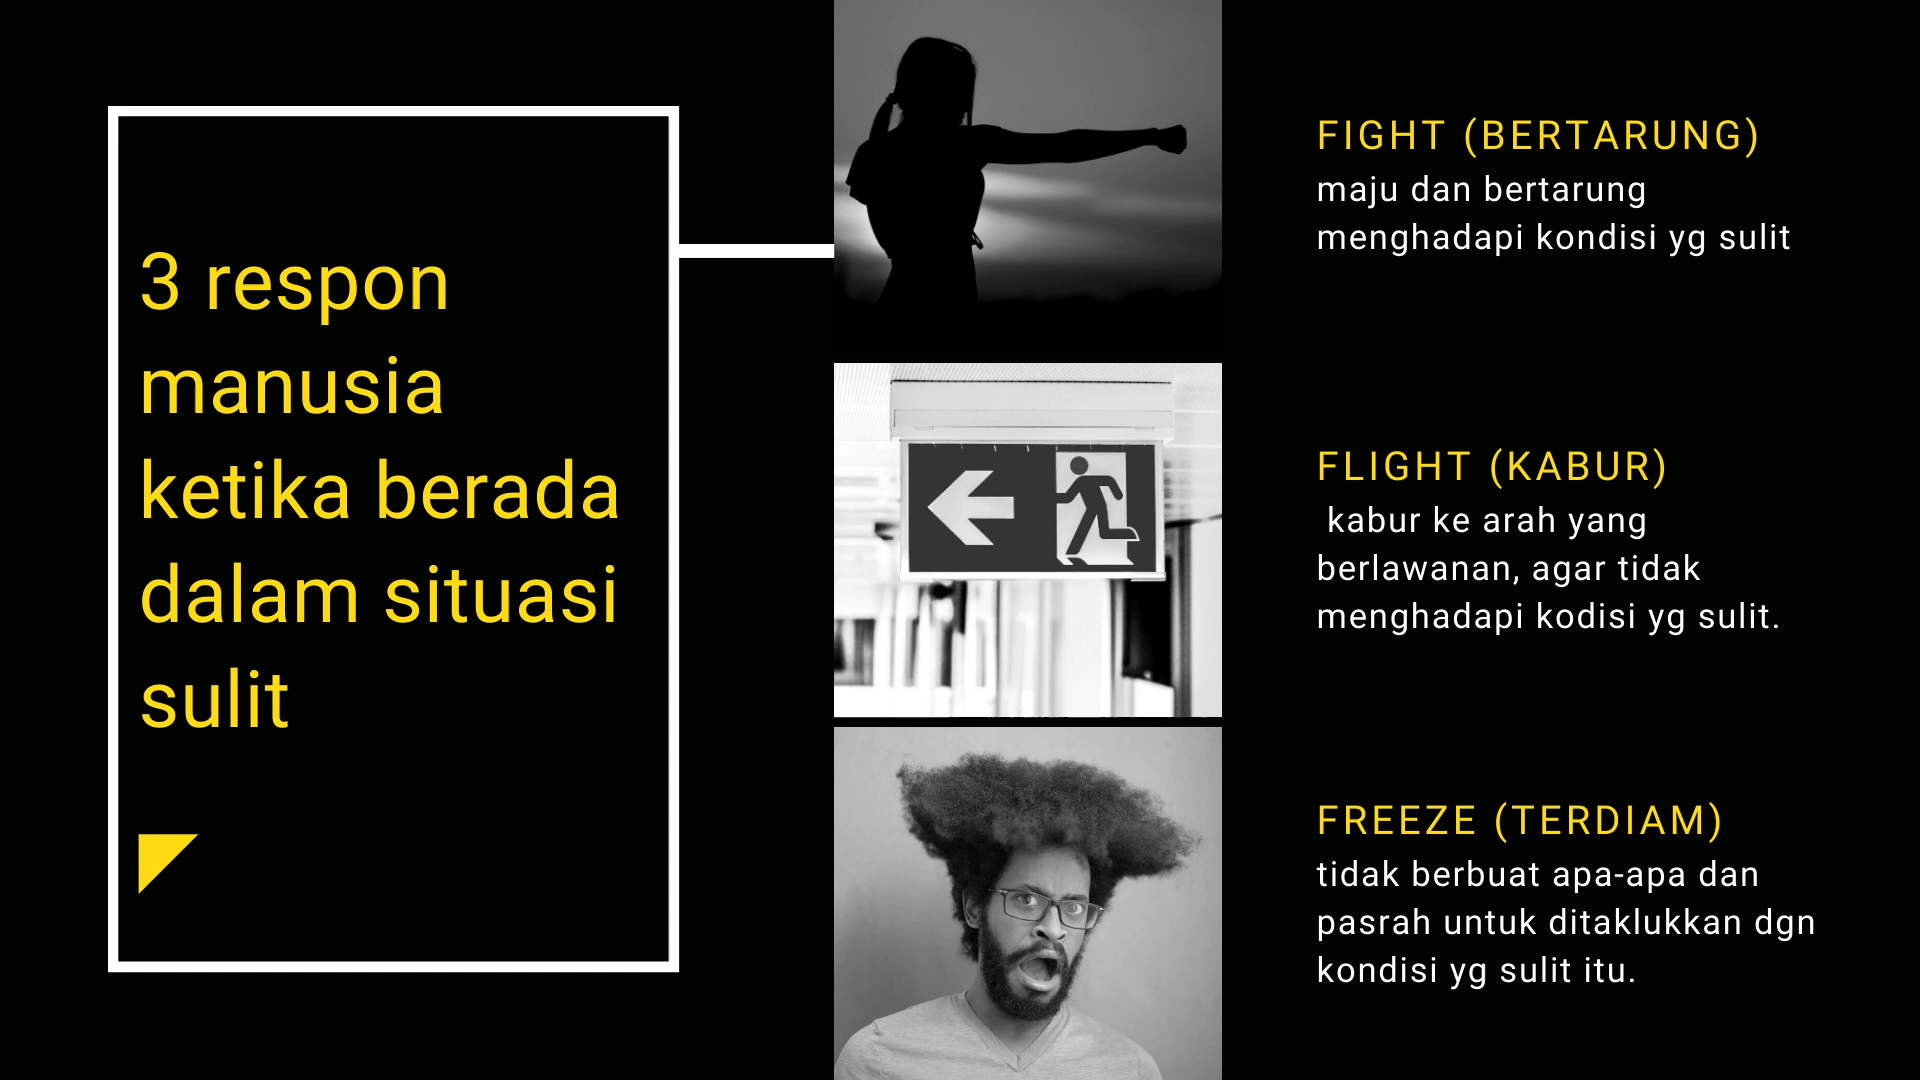 3 respon
manusia
ketika berada
dalam situasi
sulit
FIGHT (BERTARUNG)
maju dan bertarung
menghadapi kondisi yg sulit
FLIGHT (KABUR)
kabur ke arah yang
berlawanan, agar tidak
menghadapi kodisi yg sulit.
FREEZE (TERDIAM)
tidak berbuat apa-apa dan
pasrah untuk ditaklukkan dgn
kondisi yg sulit itu.